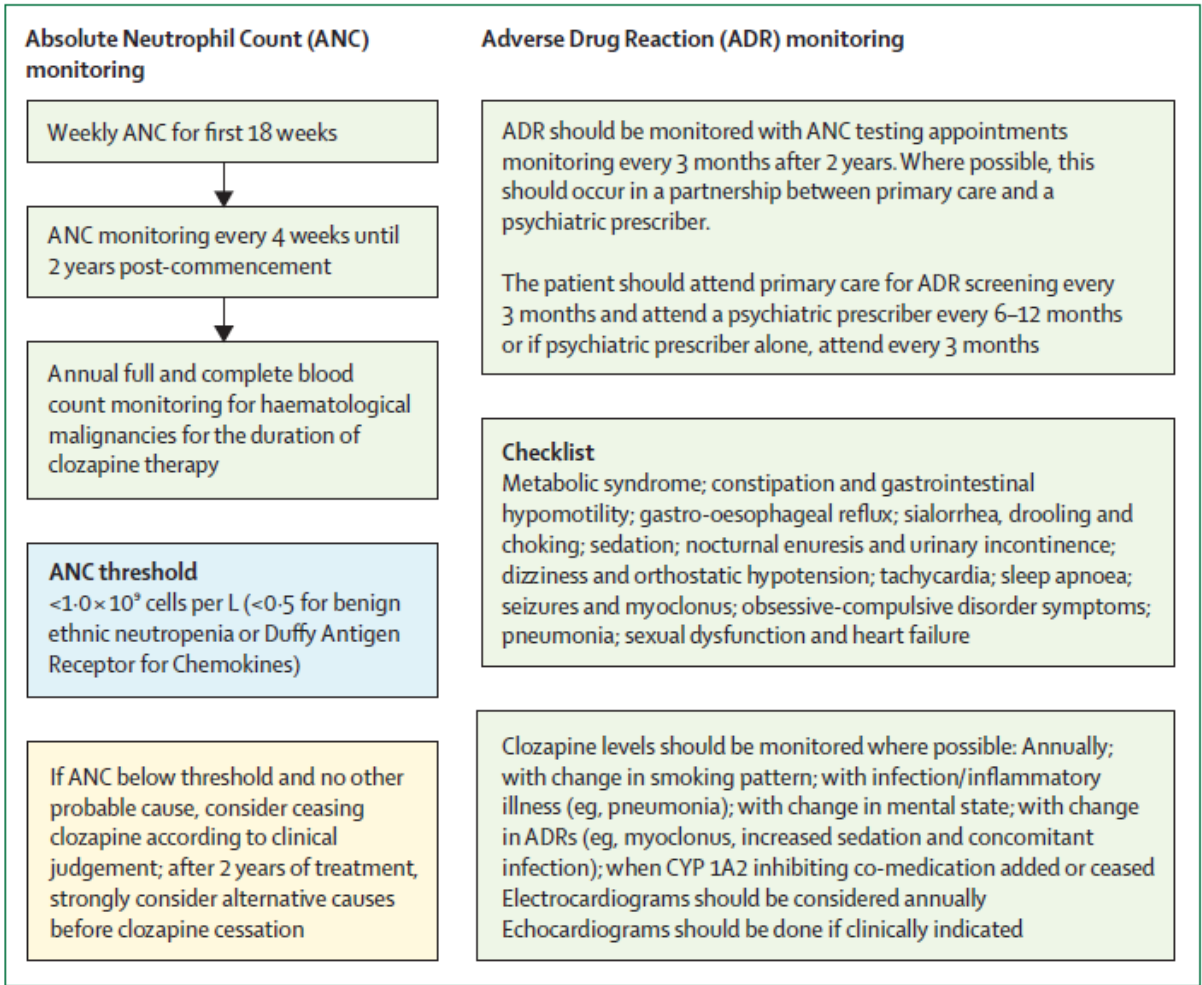 Absolute Neutrophil Count (ANC)
monitoring
Weekly ANC for first 18 weeks
ANC monitoring every 4 weeks until
2 years post-commencement
Annual full and complete blood
count monitoring for haematological
malignancies for the duration of
clozapine therapy
ANC threshold
<1·0 × 10⁹ cells per L (<0·5 for benign
ethnic neutropenia or Duffy Antigen
Receptor for Chemokines)
If ANC below threshold and no other
probable cause, consider ceasing
clozapine according to clinical
judgement; after 2 years of treatment,
strongly consider alternative causes
before clozapine cessation
Adverse Drug Reaction (ADR) monitoring
ADR should be monitored with ANC testing appointments
monitoring every 3 months after 2 years. Where possible, this
should occur in a partnership between primary care and a
psychiatric prescriber.
The patient should attend primary care for ADR screening every
3 months and attend a psychiatric prescriber every 6–12 months
or if psychiatric prescriber alone, attend every 3 months
Checklist
Metabolic syndrome; constipation and gastrointestinal
hypomotility; gastro-oesophageal reflux; sialorrhea, drooling and
choking; sedation; nocturnal enuresis and urinary incontinence;
dizziness and orthostatic hypotension; tachycardia; sleep apnoea;
seizures and myoclonus; obsessive-compulsive disorder symptoms;
pneumonia; sexual dysfunction and heart failure
Clozapine levels should be monitored where possible: Annually;
with change in smoking pattern; with infection/inflammatory
illness (eg, pneumonia); with change in mental state; with change
in ADRs (eg, myoclonus, increased sedation and concomitant
infection); when CYP 1A2 inhibiting co-medication added or ceased
Electrocardiograms should be considered annually
Echocardiograms should be done if clinically indicated